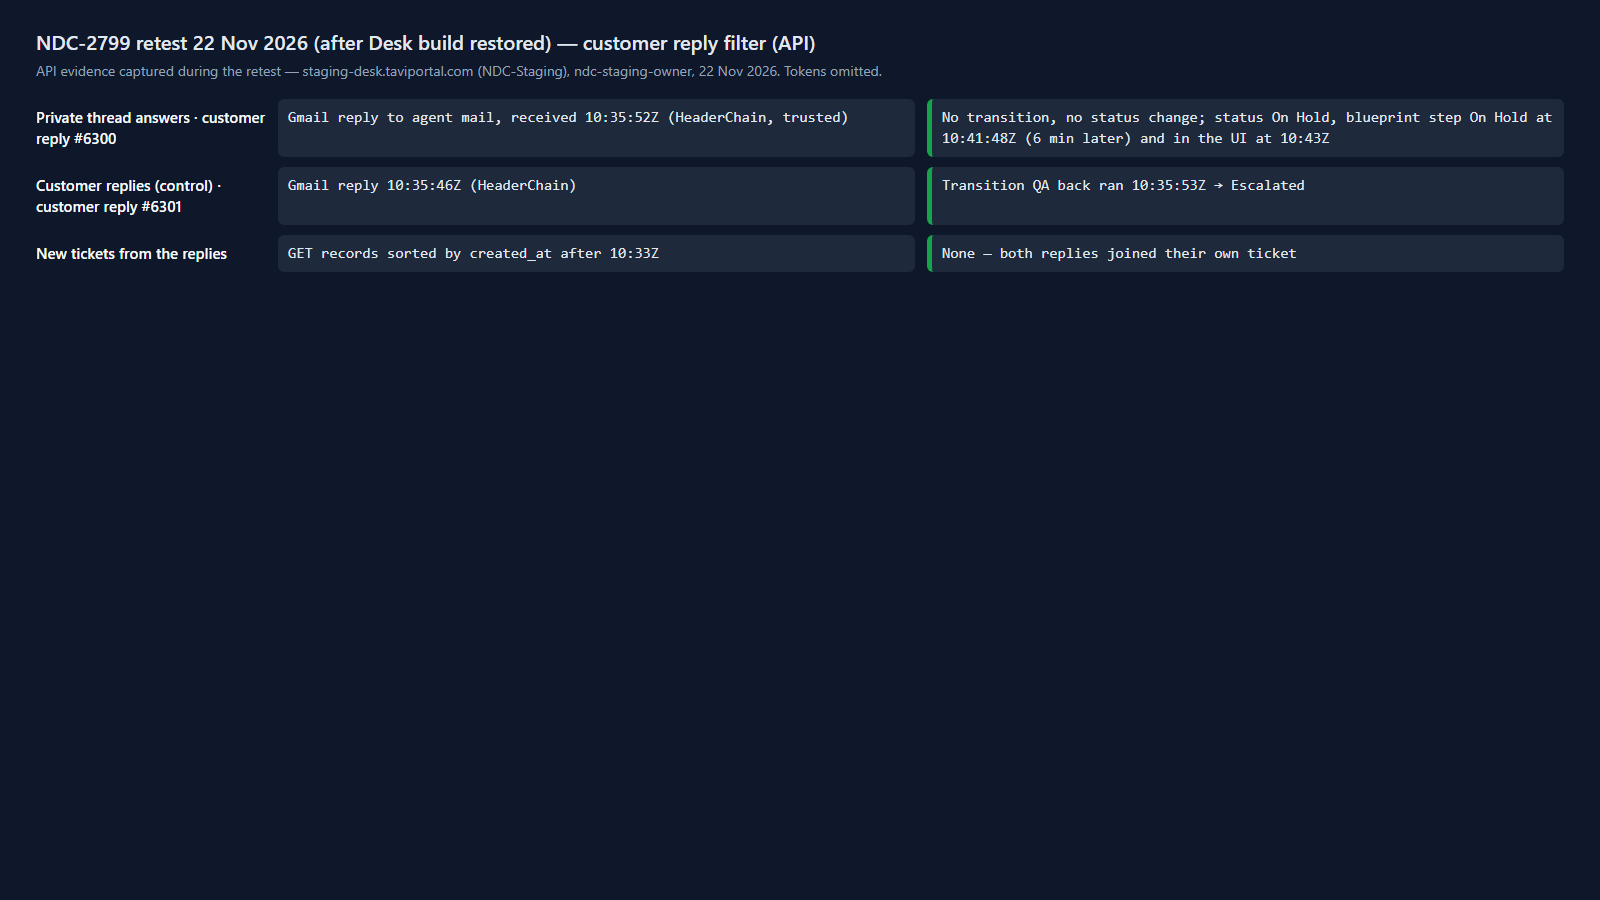 NDC-2799 retest 22 Nov 2026 (after Desk build restored) — customer reply filter (API)
API evidence captured during the retest — staging-desk.taviportal.com (NDC-Staging), ndc-staging-owner, 22 Nov 2026. Tokens omitted.
Private thread answers · customer
reply #6300
Gmail reply to agent mail, received 10:35:52Z (HeaderChain, trusted)
No transition, no status change; status On Hold, blueprint step On Hold at
10:41:48Z (6 min later) and in the UI at 10:43Z
Customer replies (control) ·
customer reply #6301
Gmail reply 10:35:46Z (HeaderChain)
Transition QA back ran 10:35:53Z → Escalated
New tickets from the replies
GET records sorted by created_at after 10:33Z
None — both replies joined their own ticket